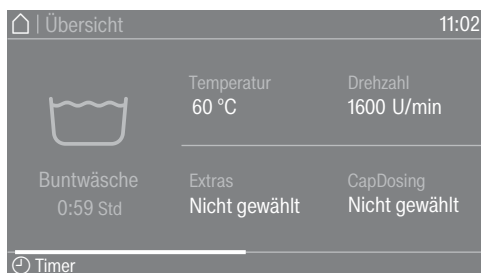 | Übersicht 11:02
Temperatur Drehzahl
60 °C 1600 U/min
Buntwäsche
0:59 Std
Extras CapDosing
Nicht gewählt Nicht gewählt
Timer